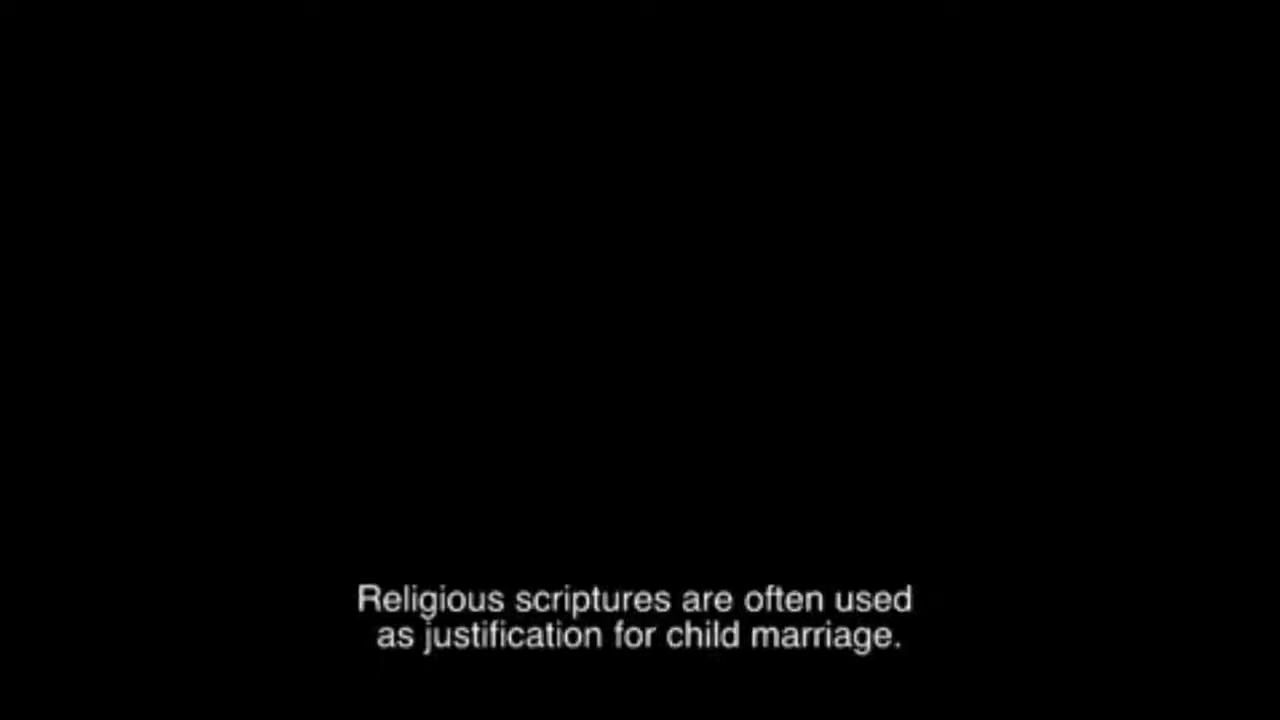 Religious scriptures are often used
as justification for child marriage.